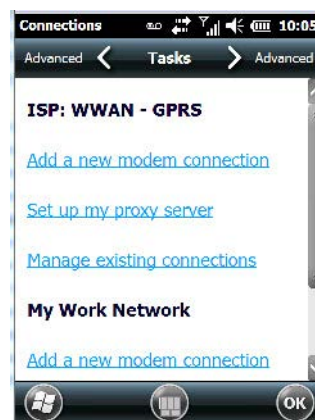 Connections 10:05
Advanced Tasks Advanced
ISP: WWAN - GPRS
Add a new modem connection
Set up my proxy server
Manage existing connections
My Work Network
Add a new modem connection
OK